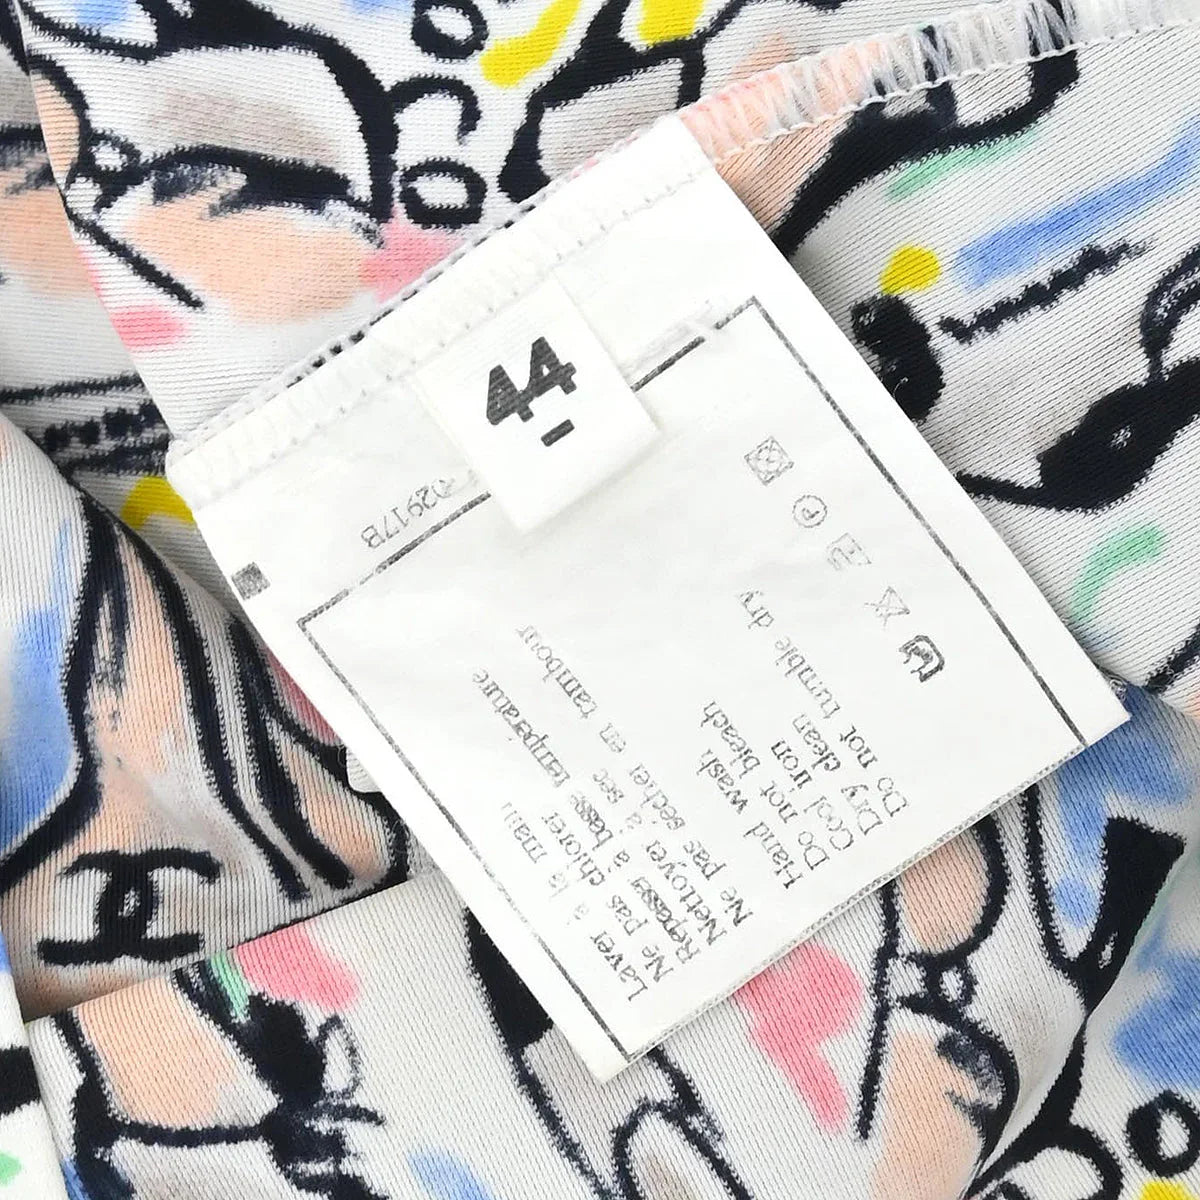 44
02917B
Laver à la main
Ne pas chlorer
Repasser à basse température
Nettoyer à sec
Ne pas sécher en tambour
Hand wash
Do not bleach
Cool iron
Dry clean
Do not tumble dry
P